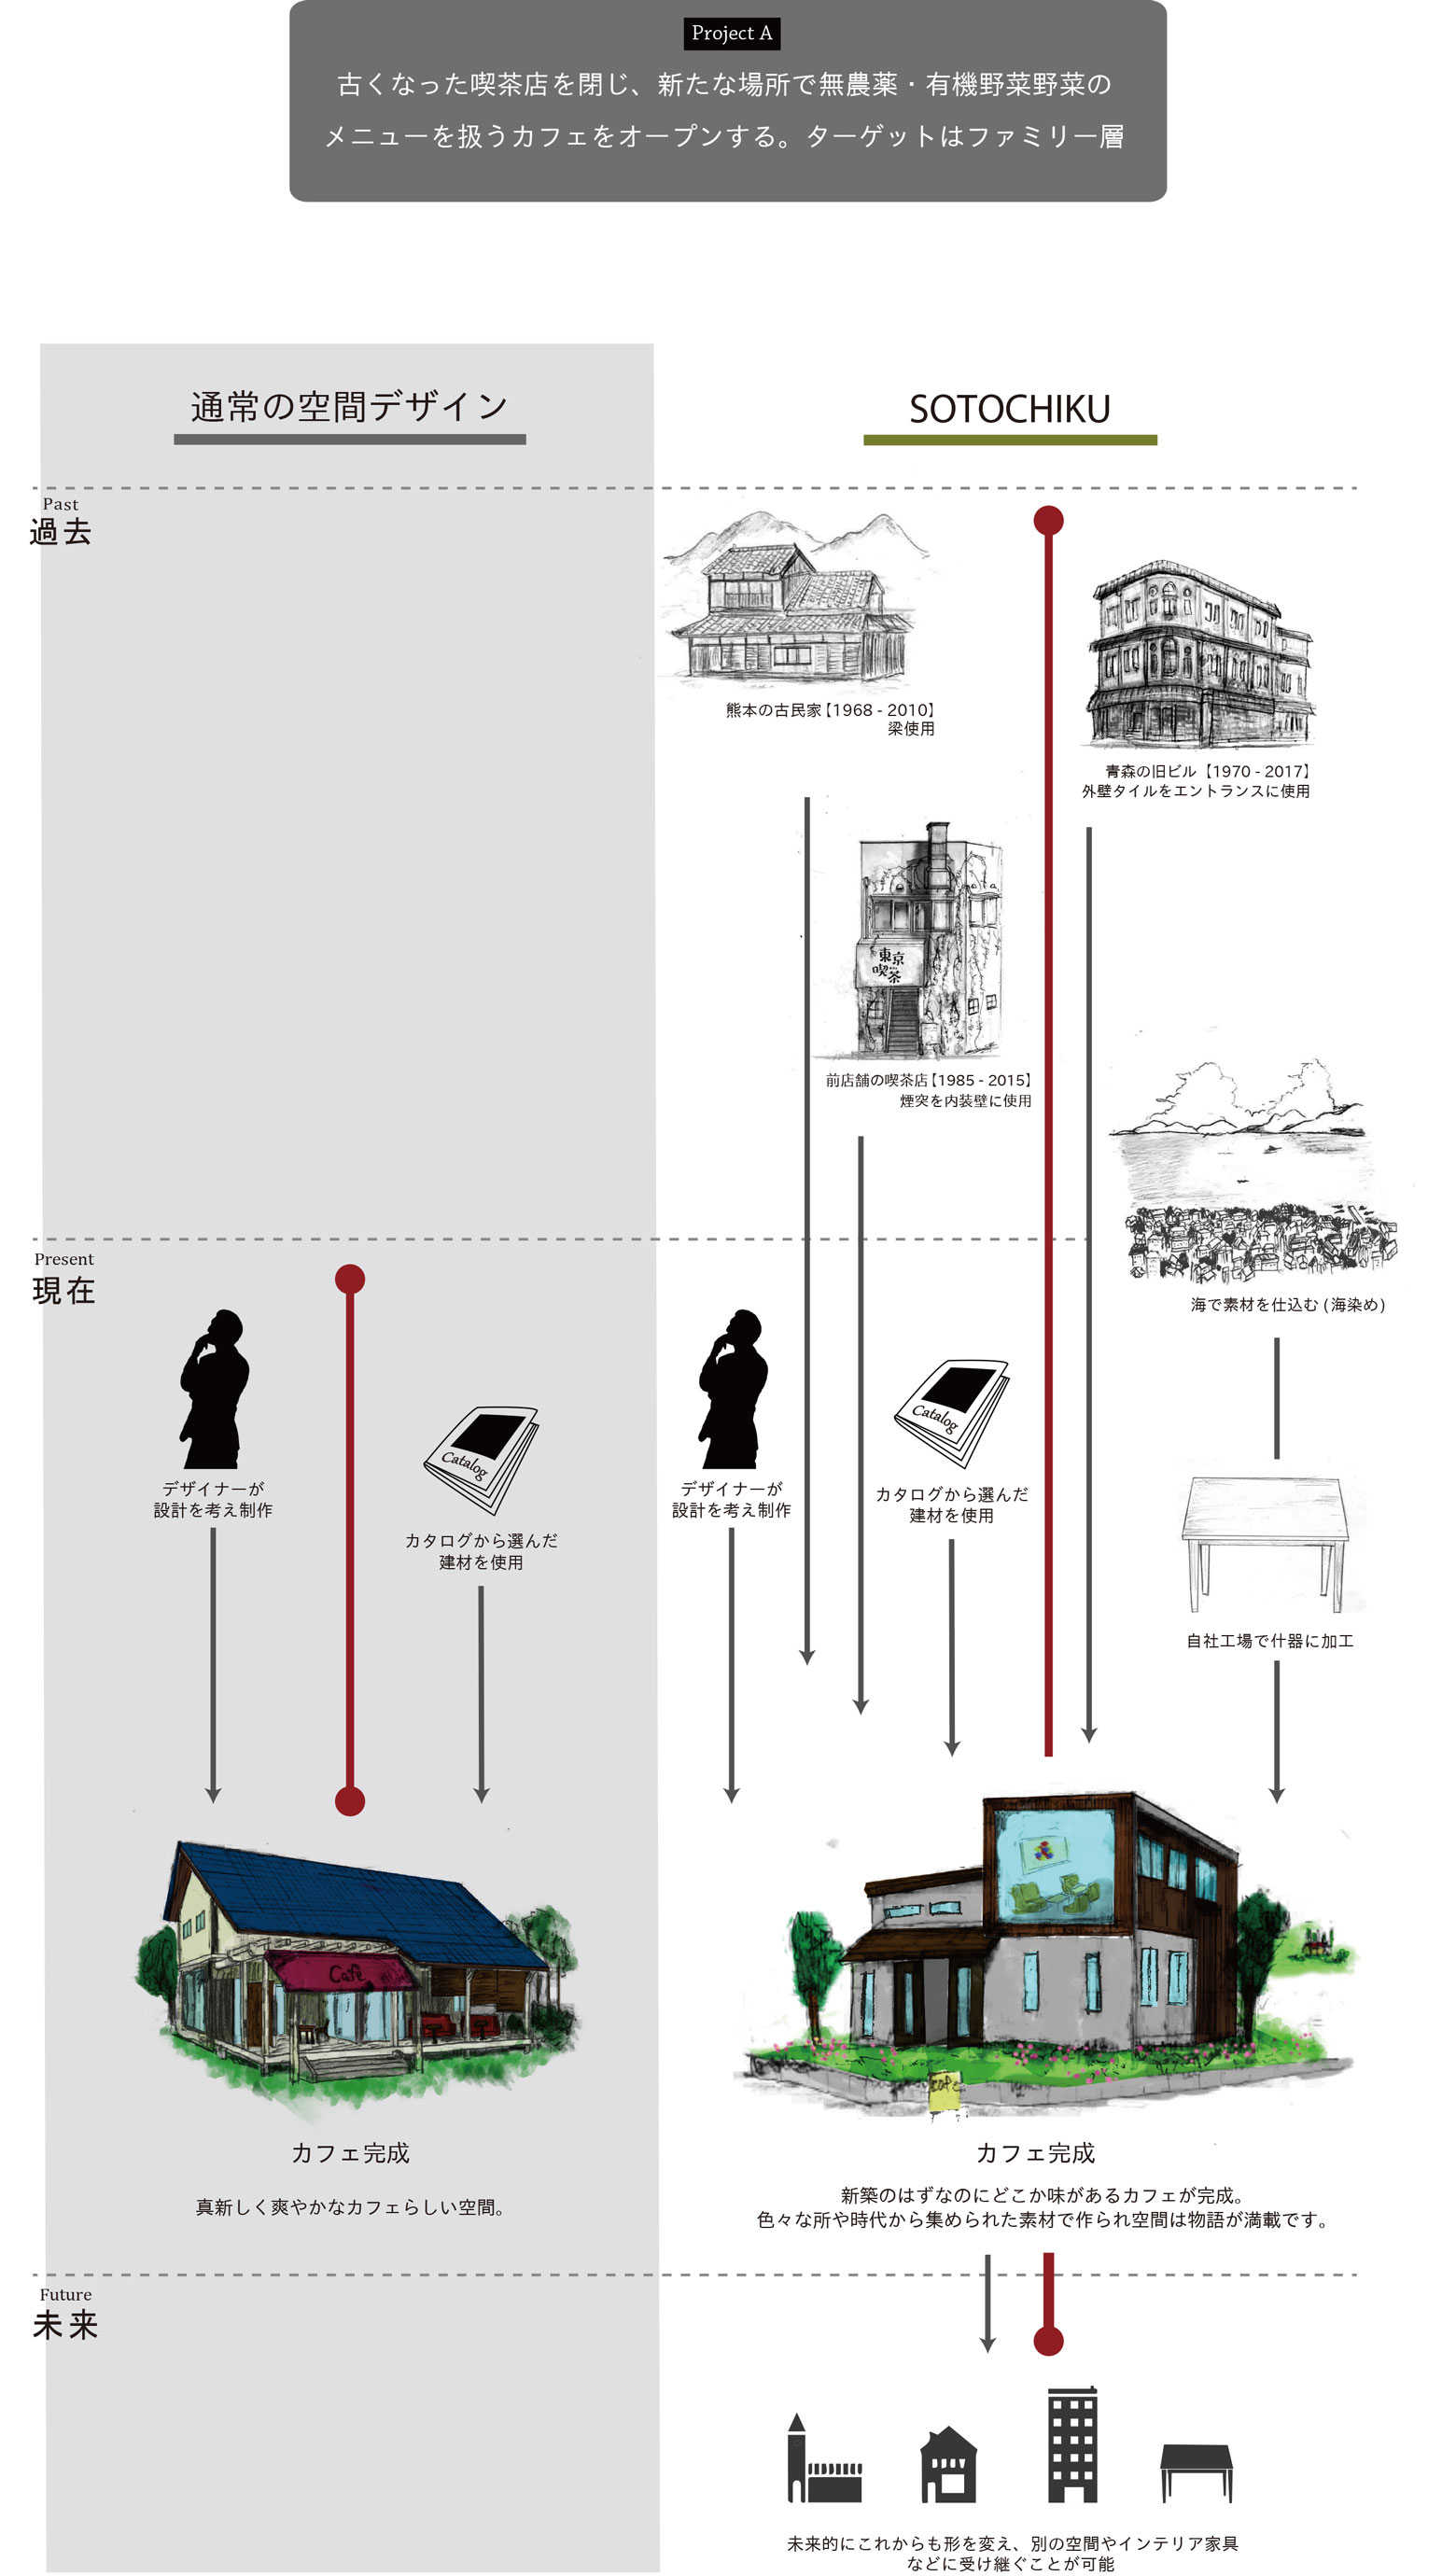 Project A
古くなった喫茶店を閉じ、新たな場所で無農薬・有機野菜野菜の
メニューを扱うカフェをオープンする。ターゲットはファミリー層
通常の空間デザイン
SOTOCHIKU
Past
過去
熊本の古民家【1968 - 2010】
梁使用
青森の旧ビル【1970 - 2017】
外壁タイルをエントランスに使用
東京
喫茶
前店舗の喫茶店【1985 - 2015】
煙突を内装壁に使用
Present
現在
海で素材を仕込む (海染め)
デザイナーが
設計を考え制作
Catalog
カタログから選んだ
建材を使用
デザイナーが
設計を考え制作
Catalog
カタログから選んだ
建材を使用
自社工場で什器に加工
Cafe
cafe
カフェ完成
真新しく爽やかなカフェらしい空間。
カフェ完成
新築のはずなのにどこか味があるカフェが完成。
色々な所や時代から集められた素材で作られ空間は物語が満載です。
Future
未来
未来的にこれからも形を変え、別の空間やインテリア家具
などに受け継ぐことが可能